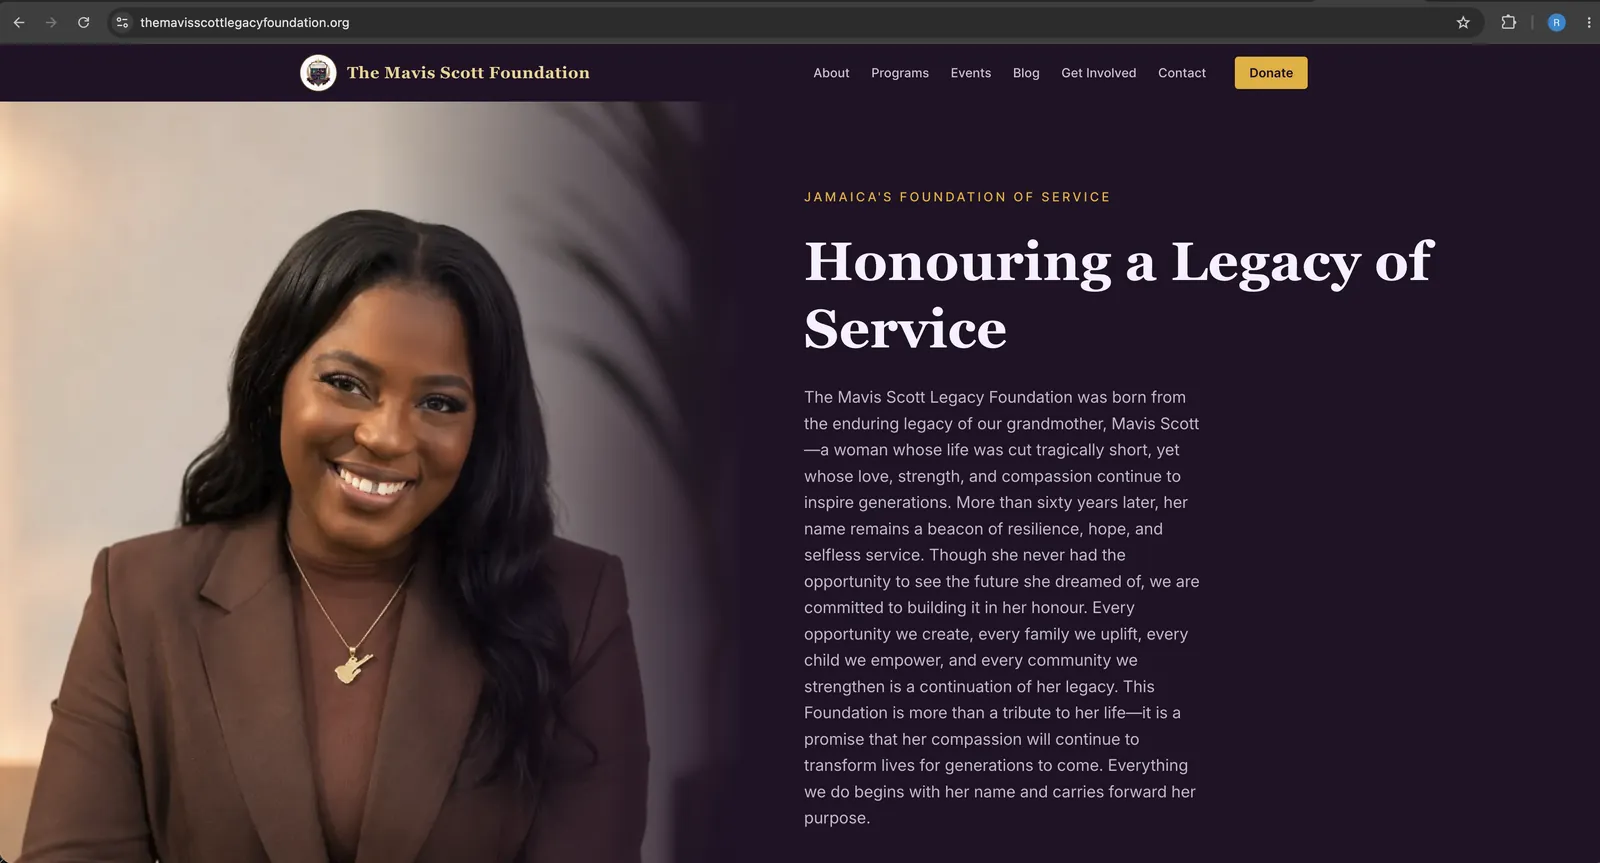 themavisscottlegacyfoundation.org
R
The Mavis Scott Foundation
About
Programs
Events
Blog
Get Involved
Contact
Donate
JAMAICA'S FOUNDATION OF SERVICE
Honouring a Legacy of
Service
The Mavis Scott Legacy Foundation was born from
the enduring legacy of our grandmother, Mavis Scott
—a woman whose life was cut tragically short, yet
whose love, strength, and compassion continue to
inspire generations. More than sixty years later, her
name remains a beacon of resilience, hope, and
selfless service. Though she never had the
opportunity to see the future she dreamed of, we are
committed to building it in her honour. Every
opportunity we create, every family we uplift, every
child we empower, and every community we
strengthen is a continuation of her legacy. This
Foundation is more than a tribute to her life—it is a
promise that her compassion will continue to
transform lives for generations to come. Everything
we do begins with her name and carries forward her
purpose.